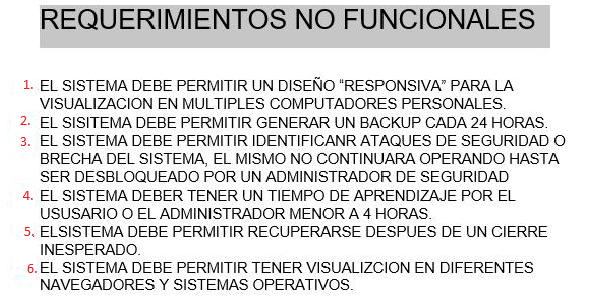 REQUERIMIENTOS NO FUNCIONALES
1. EL SISTEMA DEBE PERMITIR UN DISEÑO “RESPONSIVA” PARA LA
VISUALIZACION EN MULTIPLES COMPUTADORES PERSONALES.
2. EL SISITEMA DEBE PERMITIR GENERAR UN BACKUP CADA 24 HORAS.
3. EL SISTEMA DEBE PERMITIR IDENTIFICANR ATAQUES DE SEGURIDAD O
BRECHA DEL SISTEMA, EL MISMO NO CONTINUARA OPERANDO HASTA
SER DESBLOQUEADO POR UN ADMINISTRADOR DE SEGURIDAD
4. EL SISTEMA DEBER TENER UN TIEMPO DE APRENDIZAJE POR EL
USUSARIO O EL ADMINISTRADOR MENOR A 4 HORAS.
5. ELSISTEMA DEBE PERMITIR RECUPERARSE DESPUES DE UN CIERRE
INESPERADO.
6. EL SISTEMA DEBE PERMITIR TENER VISUALIZCION EN DIFERENTES
NAVEGADORES Y SISTEMAS OPERATIVOS.